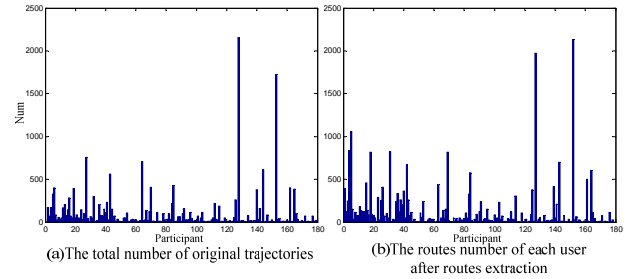 2500
2000
1500
1000
500
0
Num
0 20 40 60 80 100 120 140 160 180
Participant
(a)The total number of original trajectories
2500
2000
1500
1000
500
0
0 20 40 60 80 100 120 140 160 180
Participant
(b)The routes number of each user
after routes extraction